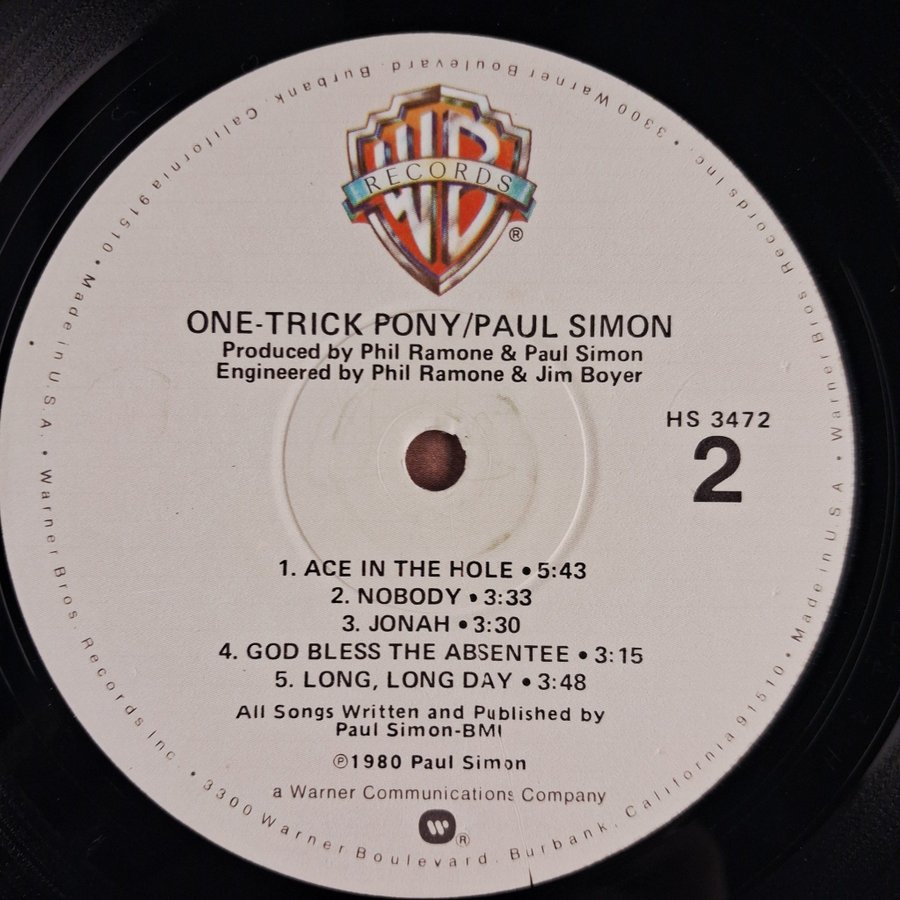 WB
RECORDS
®
ONE-TRICK PONY/PAUL SIMON
Produced by Phil Ramone & Paul Simon
Engineered by Phil Ramone & Jim Boyer
HS 3472
2
1. ACE IN THE HOLE • 5:43
2. NOBODY • 3:33
3. JONAH • 3:30
4. GOD BLESS THE ABSENTEE • 3:15
5. LONG, LONG DAY • 3:48
All Songs Written and Published by
Paul Simon-BMI
℗1980 Paul Simon
a Warner Communications Company
W ®
Warner Bros. Records Inc. • 3300 Warner Boulevard. Burbank. California 91510 • Made in U.S.A. • Warner Bros. Records Inc. • 3300 Warner Boulevard. Burbank. California 91510 • Made in U.S.A. •